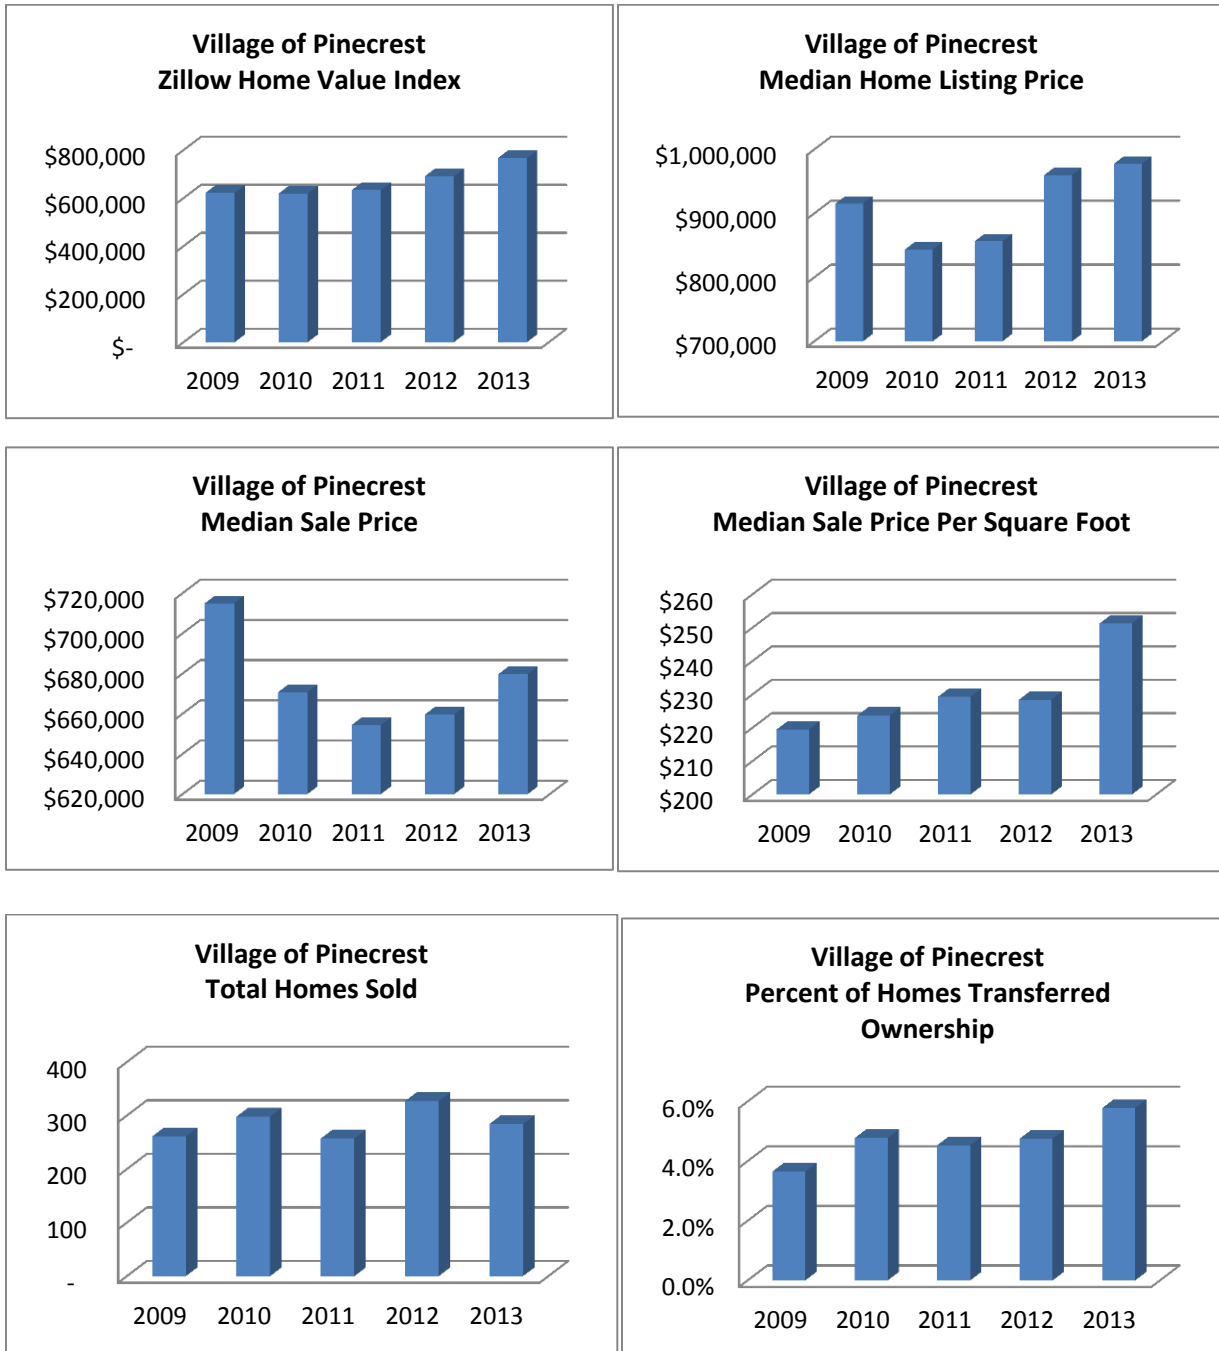 Village of Pinecrest
Zillow Home Value Index
$800,000
$600,000
$400,000
$200,000
$-
2009 2010 2011 2012 2013
Village of Pinecrest
Median Home Listing Price
$1,000,000
$900,000
$800,000
$700,000
2009 2010 2011 2012 2013
Village of Pinecrest
Median Sale Price
$720,000
$700,000
$680,000
$660,000
$640,000
$620,000
2009 2010 2011 2012 2013
Village of Pinecrest
Median Sale Price Per Square Foot
$260
$250
$240
$230
$220
$210
$200
2009 2010 2011 2012 2013
Village of Pinecrest
Total Homes Sold
400
300
200
100
-
2009 2010 2011 2012 2013
Village of Pinecrest
Percent of Homes Transferred
Ownership
6.0%
4.0%
2.0%
0.0%
2009 2010 2011 2012 2013